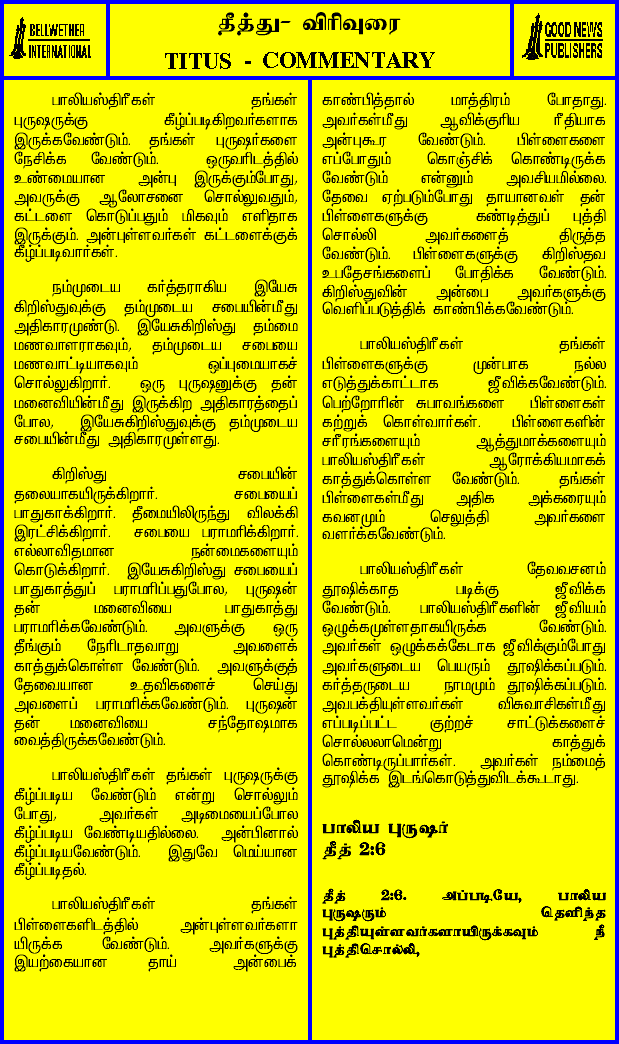 BELLWETHER
INTERNATIONAL
தீத்து- விரிவுரை
TITUS - COMMENTARY
GOOD NEWS
PUBLISHERS
பாலியஸ்திரீகள் தங்கள்
புருஷருக்கு கீழ்ப்படிகிறவர்களாக
இருக்கவேண்டும். தங்கள் புருஷர்களை
நேசிக்க வேண்டும். ஒருவரிடத்தில்
உண்மையான அன்பு இருக்கும்போது,
அவருக்கு ஆலோசனை சொல்லுவதும்,
கட்டளை கொடுப்பதும் மிகவும் எளிதாக
இருக்கும். அன்புள்ளவர்கள் கட்டளைக்குக்
கீழ்ப்படிவார்கள்.
நம்முடைய கர்த்தராகிய இயேசு
கிறிஸ்துவுக்கு தம்முடைய சபையின்மீது
அதிகாரமுண்டு. இயேசுகிறிஸ்து தம்மை
மணவாளராகவும், தம்முடைய சபையை
மணவாட்டியாகவும் ஒப்புமையாகச்
சொல்லுகிறார். ஒரு புருஷனுக்கு தன்
மனைவியின்மீது இருக்கிற அதிகாரத்தைப்
போல, இயேசுகிறிஸ்துவுக்கு தம்முடைய
சபையின்மீது அதிகாரமுள்ளது.
கிறிஸ்து சபையின்
தலையாகயிருக்கிறார். சபையைப்
பாதுகாக்கிறார். தீமையிலிருந்து விலக்கி
இரட்சிக்கிறார். சபையை பராமரிக்கிறார்.
எல்லாவிதமான நன்மைகளையும்
கொடுக்கிறார். இயேசுகிறிஸ்து சபையைப்
பாதுகாத்துப் பராமரிப்பதுபோல, புருஷன்
தன் மனைவியை பாதுகாத்து
பராமரிக்கவேண்டும். அவளுக்கு ஒரு
தீங்கும் நேரிடாதவாறு அவளைக்
காத்துக்கொள்ள வேண்டும். அவளுக்குத்
தேவையான உதவிகளைச் செய்து
அவளைப் பராமரிக்கவேண்டும். புருஷன்
தன் மனைவியை சந்தோஷமாக
வைத்திருக்கவேண்டும்.
பாலியஸ்திரீகள் தங்கள் புருஷருக்கு
கீழ்ப்படிய வேண்டும் என்று சொல்லும்
போது, அவர்கள் அடிமையைப்போல
கீழ்ப்படிய வேண்டியதில்லை. அன்பினால்
கீழ்ப்படியவேண்டும். இதுவே மெய்யான
கீழ்ப்படிதல்.
பாலியஸ்திரீகள் தங்கள்
பிள்ளைகளிடத்தில் அன்புள்ளவர்களா
யிருக்க வேண்டும். அவர்களுக்கு
இயற்கையான தாய் அன்பைக்
காண்பித்தால் மாத்திரம் போதாது.
அவர்கள்மீது ஆவிக்குரிய ரீதியாக
அன்புகூர வேண்டும். பிள்ளைகளை
எப்போதும் கொஞ்சிக் கொண்டிருக்க
வேண்டும் என்னும் அவசியமில்லை.
தேவை ஏற்படும்போது தாயானவள் தன்
பிள்ளைகளுக்கு கண்டித்துப் புத்தி
சொல்லி அவர்களைத் திருத்த
வேண்டும். பிள்ளைகளுக்கு கிறிஸ்தவ
உபதேசங்களைப் போதிக்க வேண்டும்.
கிறிஸ்துவின் அன்பை அவர்களுக்கு
வெளிப்படுத்திக் காண்பிக்கவேண்டும்.
பாலியஸ்திரீகள் தங்கள்
பிள்ளைகளுக்கு முன்பாக நல்ல
எடுத்துக்காட்டாக ஜீவிக்கவேண்டும்.
பெற்றோரின் சுபாவங்களை பிள்ளைகள்
கற்றுக் கொள்வார்கள். பிள்ளைகளின்
சரீரங்களையும் ஆத்துமாக்களையும்
பாலியஸ்திரீகள் ஆரோக்கியமாகக்
காத்துக்கொள்ள வேண்டும். தங்கள்
பிள்ளைகள்மீது அதிக அக்கரையும்
கவனமும் செலுத்தி அவர்களை
வளர்க்கவேண்டும்.
பாலியஸ்திரீகள் தேவவசனம்
தூஷிக்காத படிக்கு ஜீவிக்க
வேண்டும். பாலியஸ்திரீகளின் ஜீவியம்
ஒழுக்கமுள்ளதாகயிருக்க வேண்டும்.
அவர்கள் ஒழுக்கக்கேடாக ஜீவிக்கும்போது
அவர்களுடைய பெயரும் தூஷிக்கப்படும்.
கர்த்தருடைய நாமமும் தூஷிக்கப்படும்.
அவபக்தியுள்ளவர்கள் விசுவாசிகள்மீது
எப்படிப்பட்ட குற்றச் சாட்டுக்களைச்
சொல்லலாமென்று காத்துக்
கொண்டிருப்பார்கள். அவர்கள் நம்மைத்
தூஷிக்க இடங்கொடுத்துவிடக்கூடாது.
பாலிய புருஷர்
தீத் 2:6
தீத் 2:6. அப்படியே, பாலிய
புருஷரும் தெளிந்த
புத்தியுள்ளவர்களாயிருக்கவும் நீ
புத்திசொல்லி,